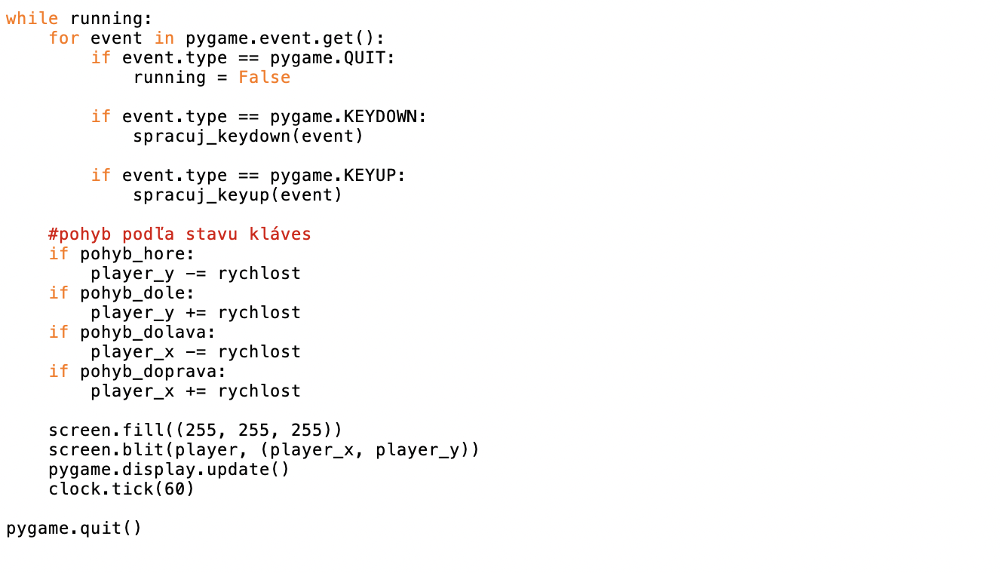 while running:
    for event in pygame.event.get():
        if event.type == pygame.QUIT:
            running = False

        if event.type == pygame.KEYDOWN:
            spracuj_keydown(event)

        if event.type == pygame.KEYUP:
            spracuj_keyup(event)

    #pohyb podľa stavu kláves
    if pohyb_hore:
        player_y -= rychlost
    if pohyb_dole:
        player_y += rychlost
    if pohyb_dolava:
        player_x -= rychlost
    if pohyb_doprava:
        player_x += rychlost

    screen.fill((255, 255, 255))
    screen.blit(player, (player_x, player_y))
    pygame.display.update()
    clock.tick(60)

pygame.quit()